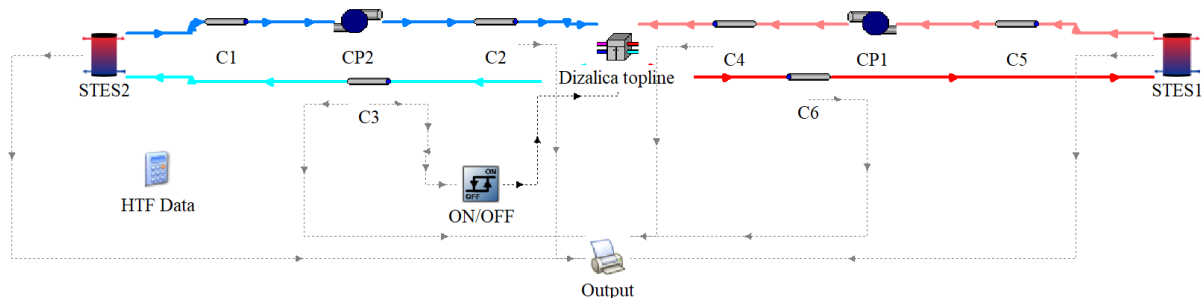 C1
CP2
C2
C4
CP1
C5
STES2
Dizalica topline
STES1
C3
C6
ON
OFF
HTF Data
ON/OFF
Output